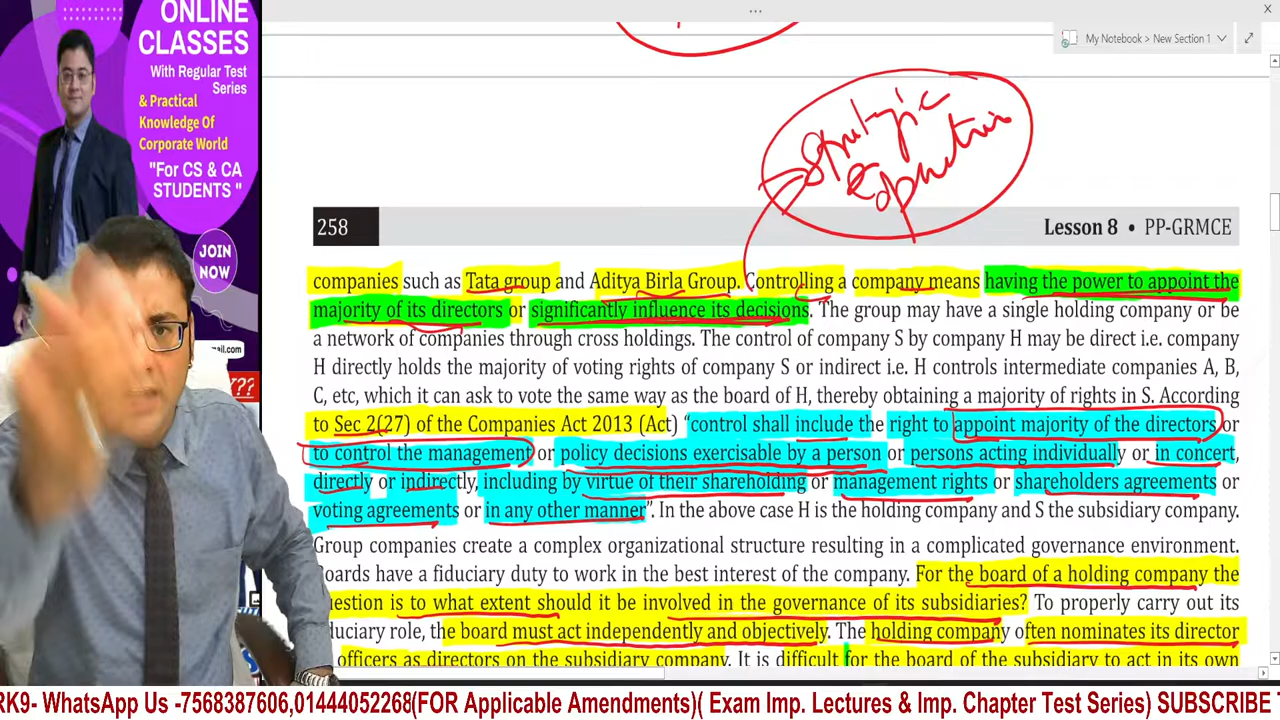 ONLINE
CLASSES
With Regular Test
Series
& Practical
Knowledge Of
Corporate World
"For CS & CA
STUDENTS "
JOIN
NOW
mail.com
Y??
My Notebook > New Section 1
Strategic
258
Lesson 8 • PP-GRMCE
companies such as Tata group and Aditya Birla Group. Controlling a company means having the power to appoint the
majority of its directors or significantly influence its decisions. The group may have a single holding company or be
a network of companies through cross holdings. The control of company S by company H may be direct i.e. company
H directly holds the majority of voting rights of company S or indirect i.e. H controls intermediate companies A, B,
C, etc, which it can ask to vote the same way as the board of H, thereby obtaining a majority of rights in S. According
to Sec 2(27) of the Companies Act 2013 (Act) "control shall include the right to appoint majority of the directors or
to control the management or policy decisions exercisable by a person or persons acting individually or in concert,
directly or indirectly, including by virtue of their shareholding or management rights or shareholders agreements or
voting agreements or in any other manner". In the above case H is the holding company and S the subsidiary company.
Group companies create a complex organizational structure resulting in a complicated governance environment.
oards have a fiduciary duty to work in the best interest of the company. For the board of a holding company the
uestion is to what extent should it be involved in the governance of its subsidiaries? To properly carry out its
duciary role, the board must act independently and objectively. The holding company often nominates its director
officers as directors on the subsidiary company. It is difficult for the board of the subsidiary to act in its own
RK9- WhatsApp Us -7568387606,01444052268(FOR Applicable Amendments)( Exam Imp. Lectures & Imp. Chapter Test Series) SUBSCRIBE T